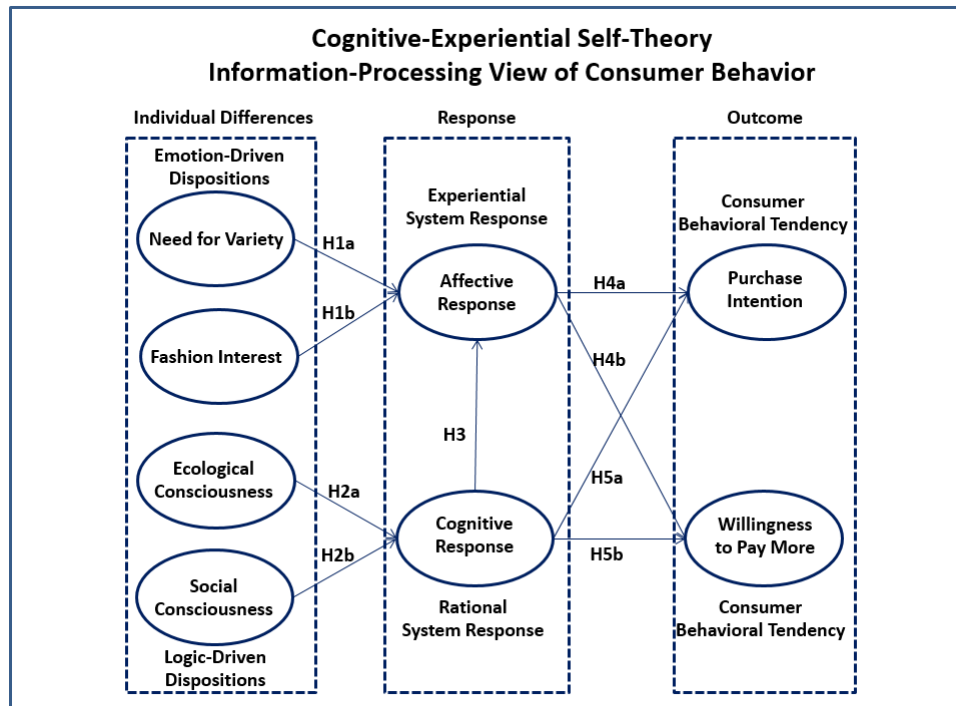 Cognitive-Experiential Self-Theory
Information-Processing View of Consumer Behavior
Individual Differences
Response
Outcome
Emotion-Driven
Dispositions
Need for Variety
Fashion Interest
Ecological
Consciousness
Social
Consciousness
Logic-Driven
Dispositions
H1a
H1b
H2a
H2b
Experiential
System Response
Affective
Response
H3
Cognitive
Response
Rational
System Response
H4a
H4b
H5a
H5b
Consumer
Behavioral Tendency
Purchase
Intention
Willingness
to Pay More
Consumer
Behavioral Tendency